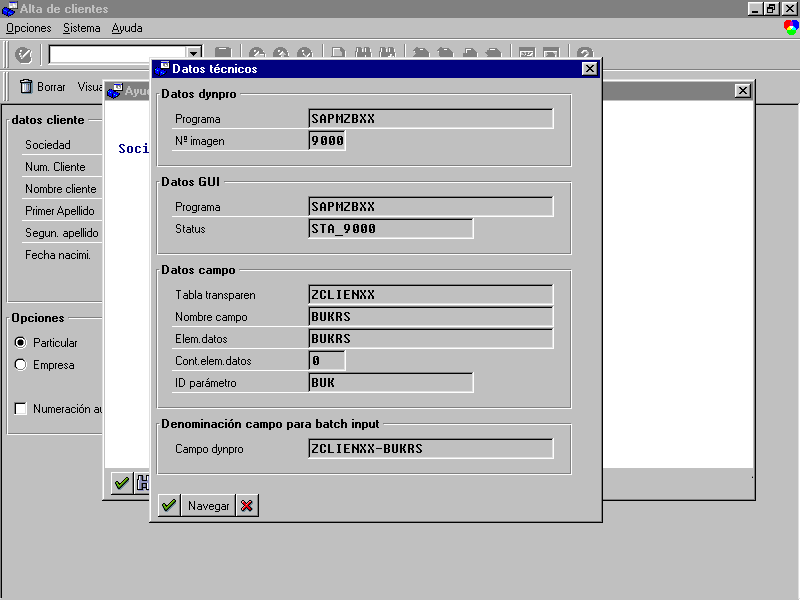 Alta de clientes
Opciones Sistema Ayuda
Borrar Visua
datos cliente
Sociedad
Num. Cliente
Nombre cliente
Primer Apellido
Segun. apellido
Fecha nacimi.
Opciones
Particular
Empresa
Numeración au
Ayu
Soci
Datos técnicos
Datos dynpro
Programa SAPMZBXX
Nº imagen 9000
Datos GUI
Programa SAPMZBXX
Status STA_9000
Datos campo
Tabla transparen ZCLIENXX
Nombre campo BUKRS
Elem.datos BUKRS
Cont.elem.datos 0
ID parámetro BUK
Denominación campo para batch input
Campo dynpro ZCLIENXX-BUKRS
Navegar